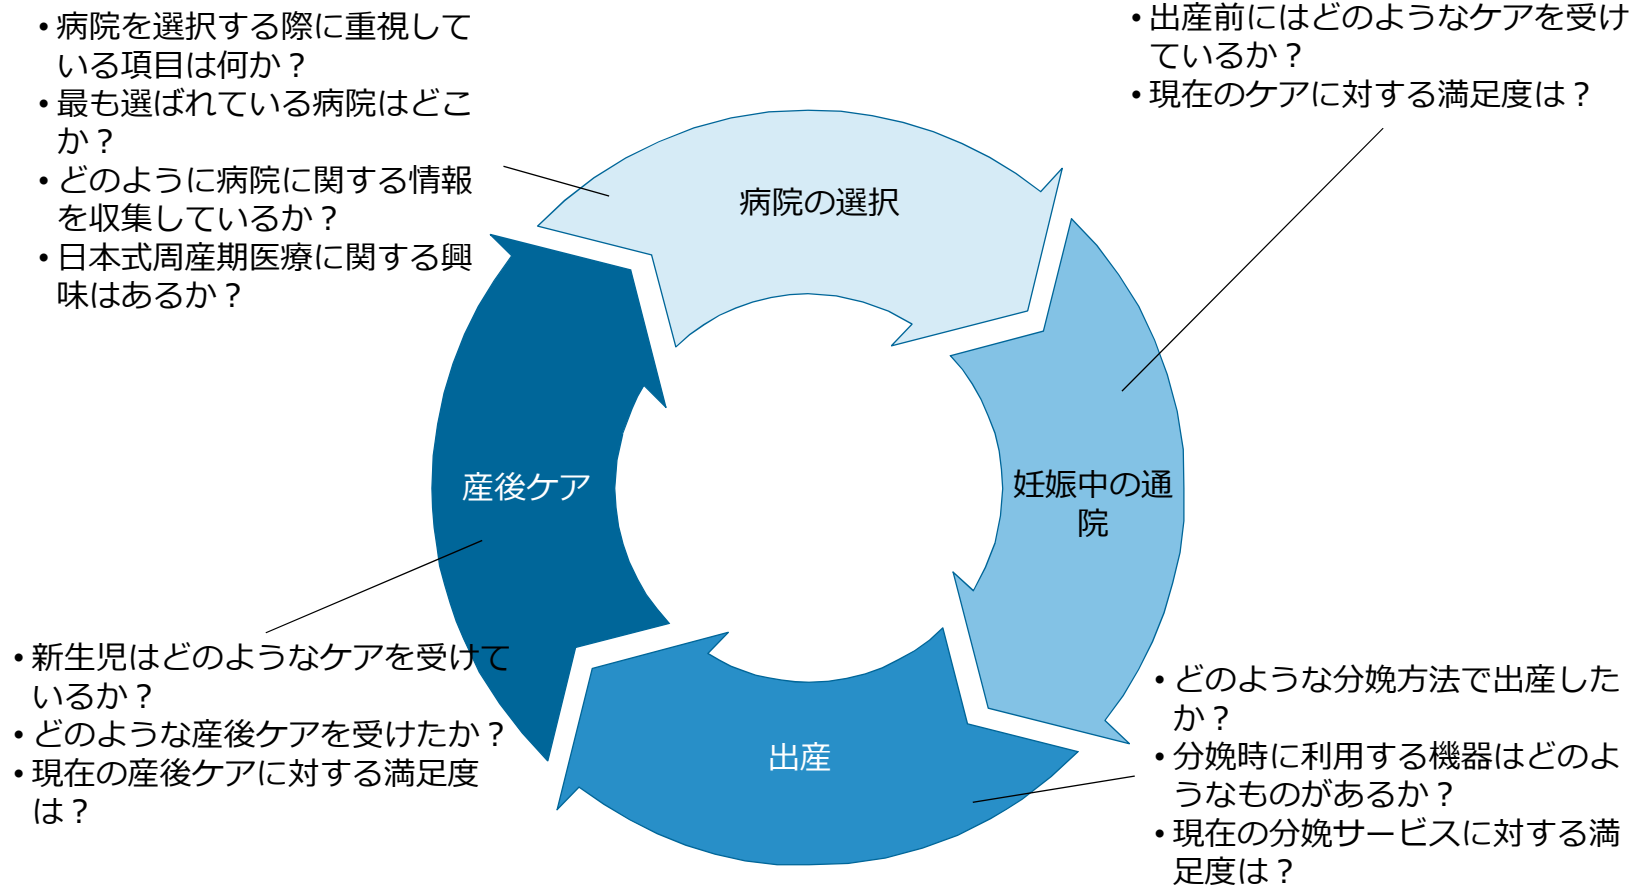 • 病院を選択する際に重視して
いる項目は何か？
• 最も選ばれている病院はどこ
か？
• どのように病院に関する情報
を収集しているか？
• 日本式周産期医療に関する興
味はあるか？
• 出産前にはどのようなケアを受け
ているか？
• 現在のケアに対する満足度は？
病院の選択
妊娠中の通
院
産後ケア
出産
• 新生児はどのようなケアを受けて
いるか？
• どのような産後ケアを受けたか？
• 現在の産後ケアに対する満足度
は？
• どのような分娩方法で出産した
か？
• 分娩時に利用する機器はどのよ
うなものがあるか？
• 現在の分娩サービスに対する満
足度は？